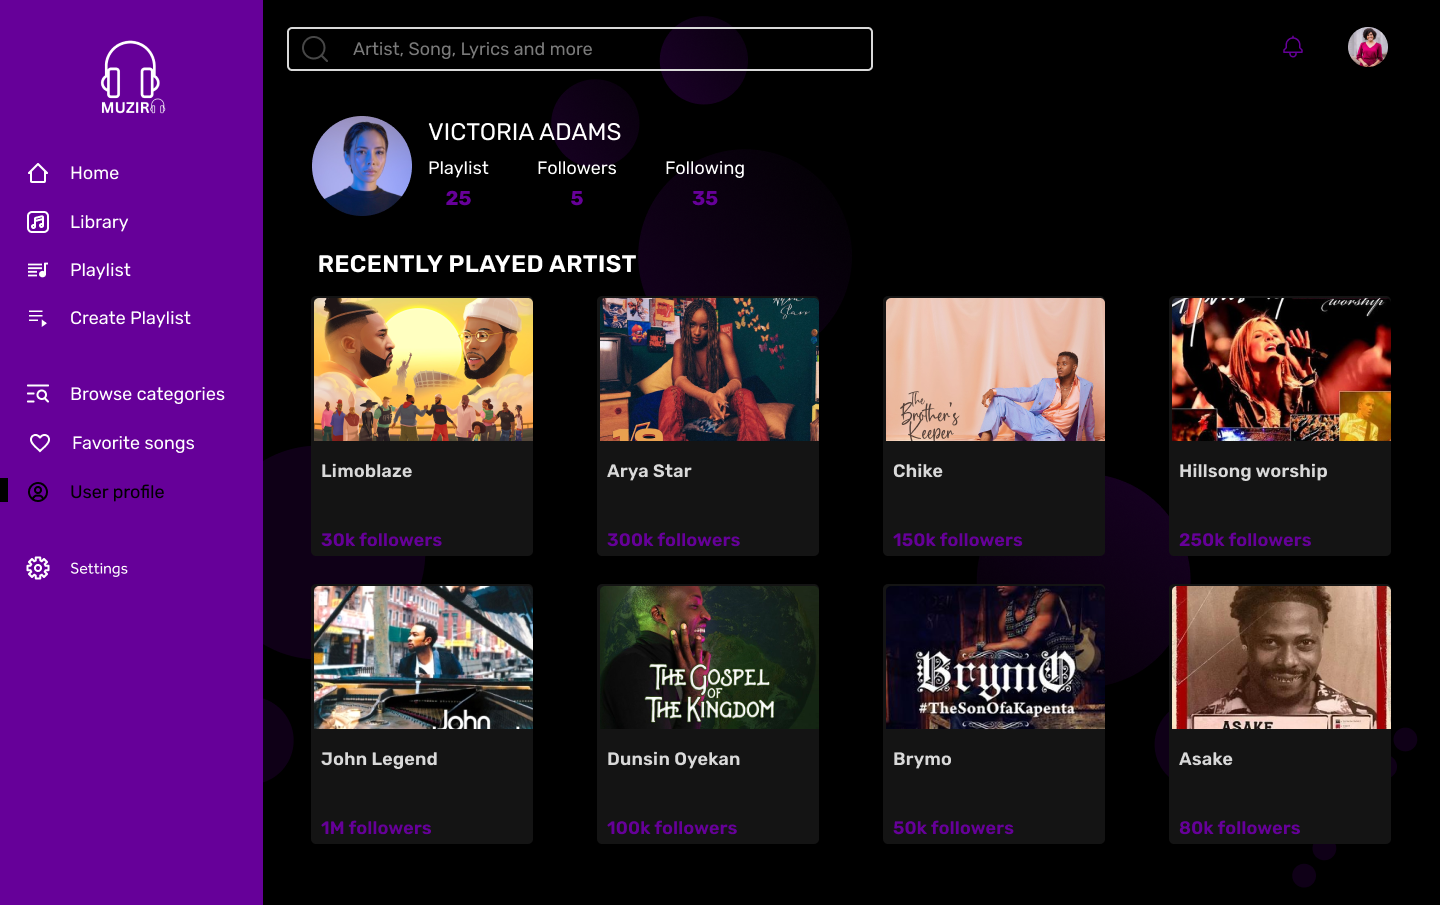 MUZIR
Home
Library
Playlist
Create Playlist
Browse categories
Favorite songs
User profile
Settings
Artist, Song, Lyrics and more
VICTORIA ADAMS
Playlist
Followers
Following
25
5
35
RECENTLY PLAYED ARTIST
Limoblaze
30k followers
Arya Star
300k followers
The
Brother's
Keeper
Chike
150k followers
worship
Hillsong worship
250k followers
John
John Legend
1M followers
THE GOSPEL
OF
THE KINGDOM
Dunsin Oyekan
100k followers
BrymO
#TheSonOfaKapenta
Brymo
50k followers
ASAKE
Asake
80k followers